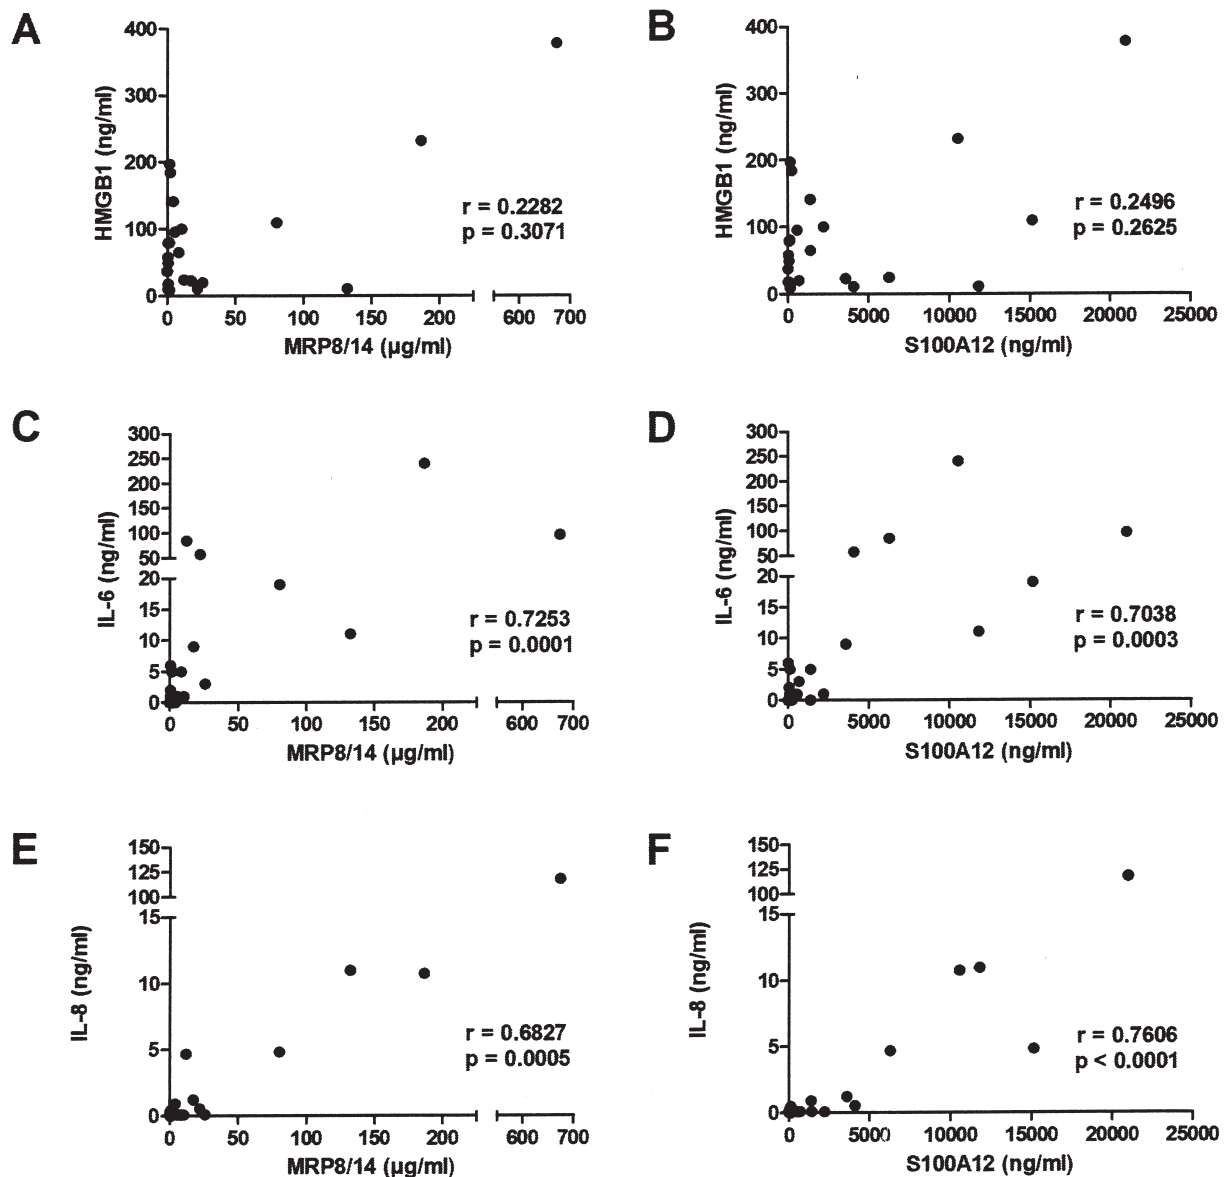 A
HMGB1 (ng/ml)
400
300
200
100
0
r = 0.2282
p = 0.3071
0 50 100 150 200 600 700
MRP8/14 (µg/ml)
B
HMGB1 (ng/ml)
400
300
200
100
0
r = 0.2496
p = 0.2625
0 5000 10000 15000 20000 25000
S100A12 (ng/ml)
C
IL-6 (ng/ml)
300
250
200
150
100
50
20
15
10
5
0
r = 0.7253
p = 0.0001
0 50 100 150 200 600 700
MRP8/14 (µg/ml)
D
IL-6 (ng/ml)
300
250
200
150
100
50
20
15
10
5
0
r = 0.7038
p = 0.0003
0 5000 10000 15000 20000 25000
S100A12 (ng/ml)
E
IL-8 (ng/ml)
150
125
100
15
10
5
0
r = 0.6827
p = 0.0005
0 50 100 150 200 600 700
MRP8/14 (µg/ml)
F
IL-8 (ng/ml)
150
125
100
15
10
5
0
r = 0.7606
p < 0.0001
0 5000 10000 15000 20000 25000
S100A12 (ng/ml)